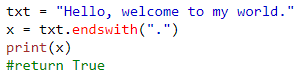 txt = "Hello, welcome to my world."
x = txt.endswith(".")
print(x)
#return True